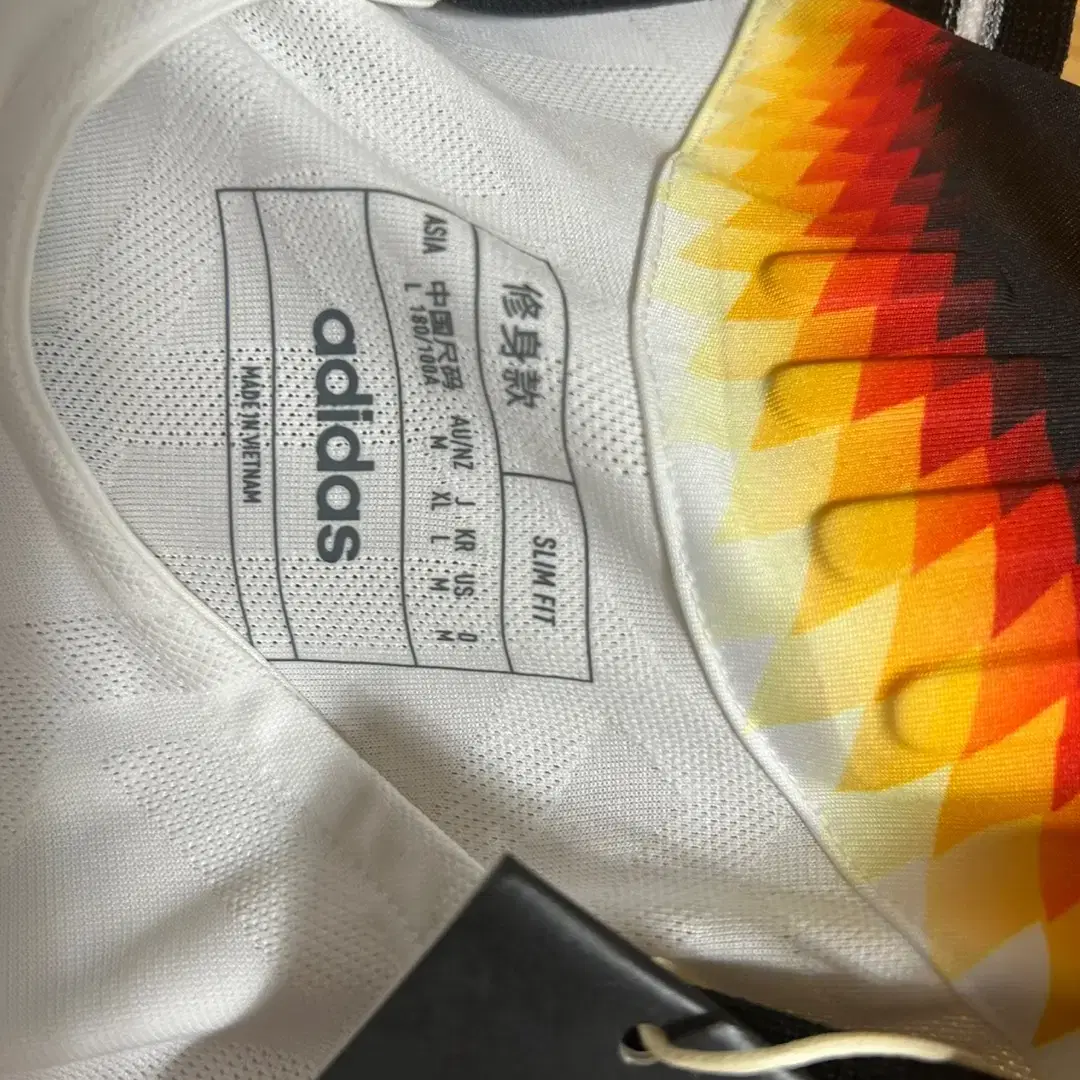 修身款 SLIM FIT
ASIA 中国尺码 AU/NZ J KR US D
L 180/100A M XL L M M
adidas
MADE IN VIETNAM